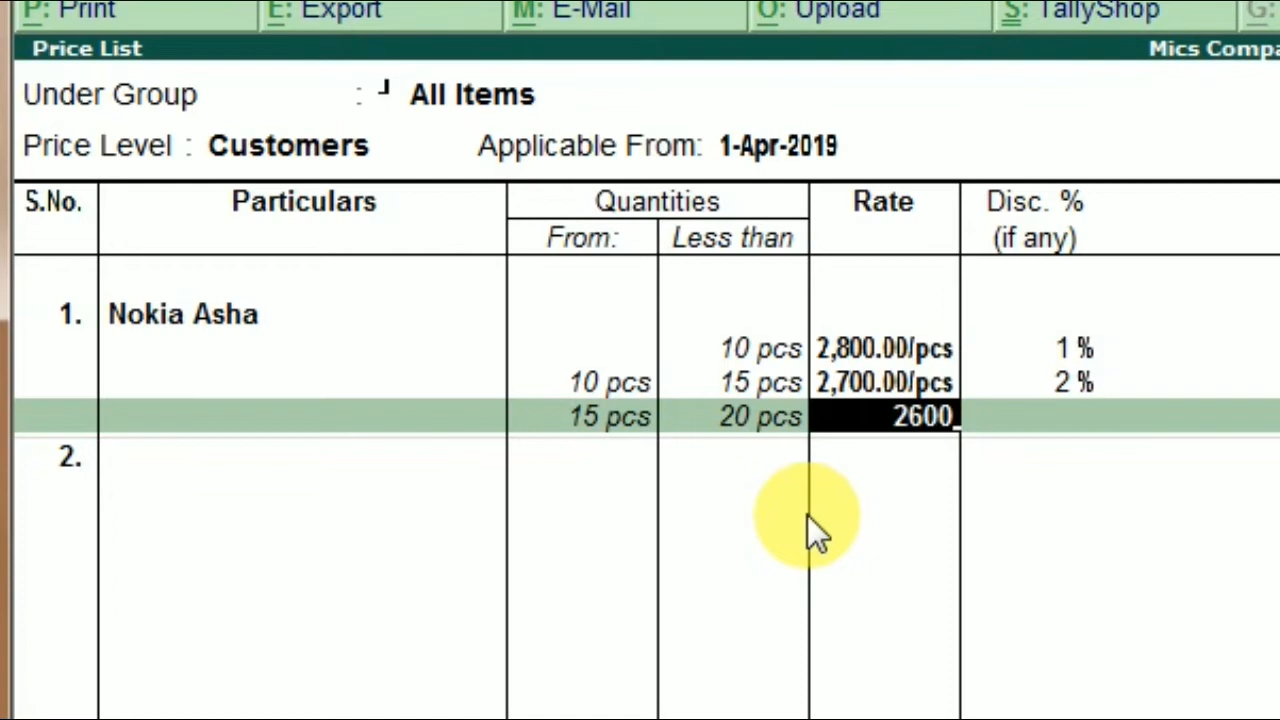 P: Print E: Export M: E-Mail O: Upload S: TallyShop G:
Price List Mics Compa
Under Group : ┘ All Items
Price Level : Customers Applicable From: 1-Apr-2019
S.No. Particulars Quantities Rate Disc. %
From: Less than (if any)
1. Nokia Asha
10 pcs 2,800.00/pcs 1 %
10 pcs 15 pcs 2,700.00/pcs 2 %
15 pcs 20 pcs 2600
2.